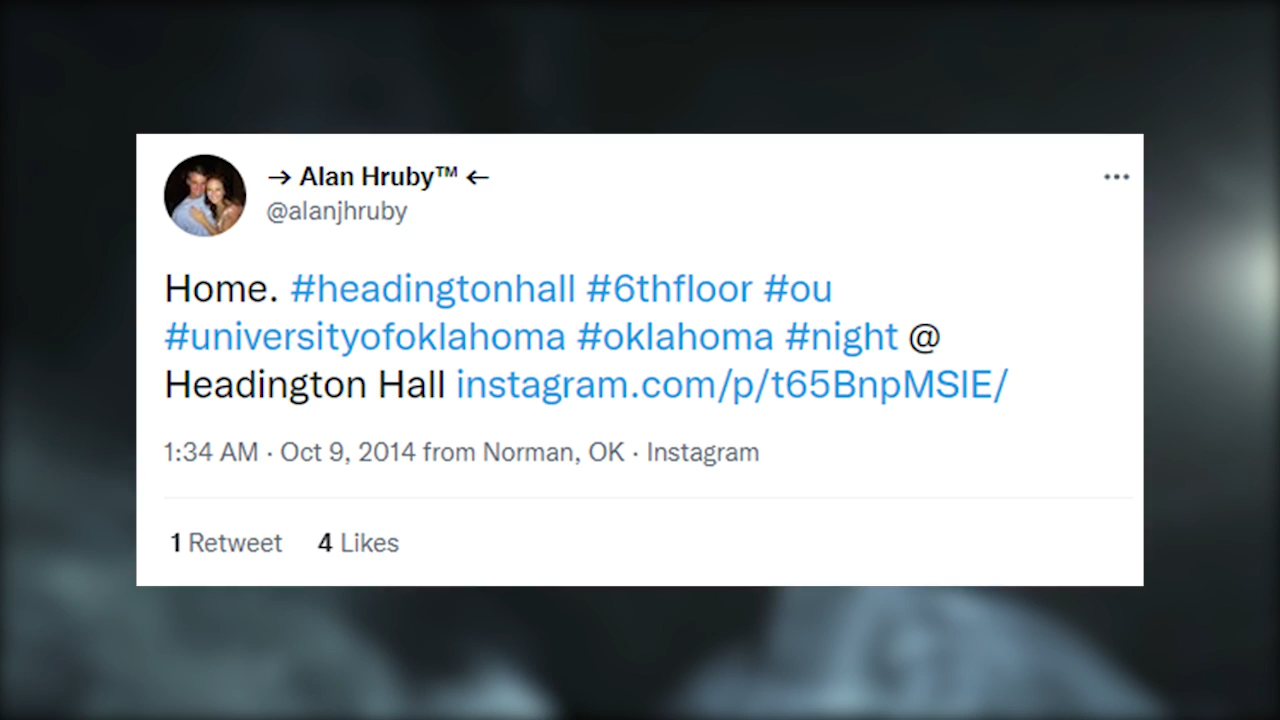 → Alan Hruby™ ←
@alanjhruby
Home. #headingtonhall #6thfloor #ou
#universityofoklahoma #oklahoma #night @
Headington Hall instagram.com/p/t65BnpMSIE/
1:34 AM · Oct 9, 2014 from Norman, OK · Instagram
1 Retweet 4 Likes